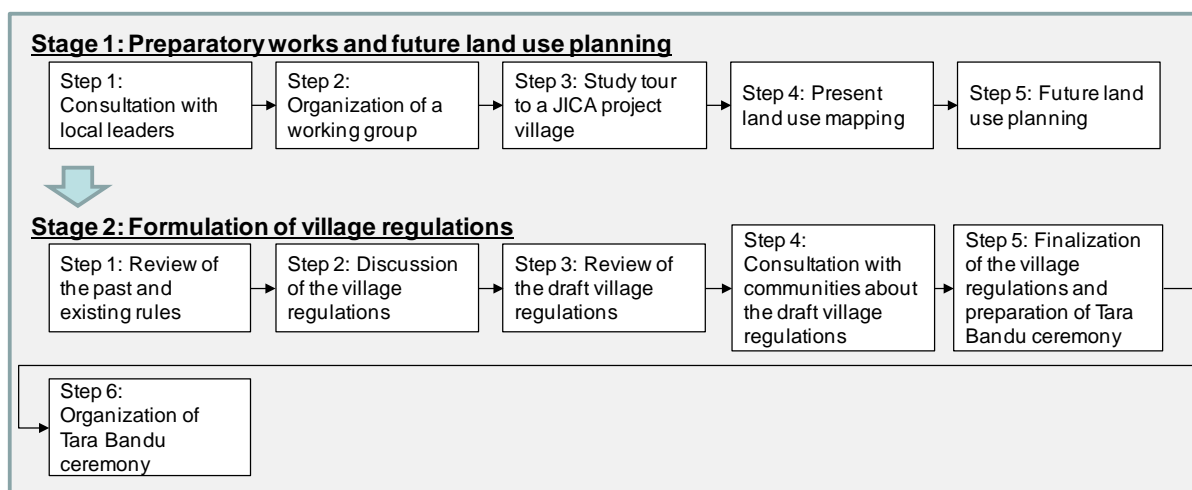 Stage 1: Preparatory works and future land use planning
Step 1:
Consultation with
local leaders
Step 2:
Organization of a
working group
Step 3: Study tour
to a JICA project
village
Step 4: Present
land use mapping
Step 5: Future land
use planning
Stage 2: Formulation of village regulations
Step 1: Review of
the past and
existing rules
Step 2: Discussion
of the village
regulations
Step 3: Review of
the draft village
regulations
Step 4:
Consultation with
communities about
the draft village
regulations
Step 5: Finalization
of the village
regulations and
preparation of Tara
Bandu ceremony
Step 6:
Organization of
Tara Bandu
ceremony